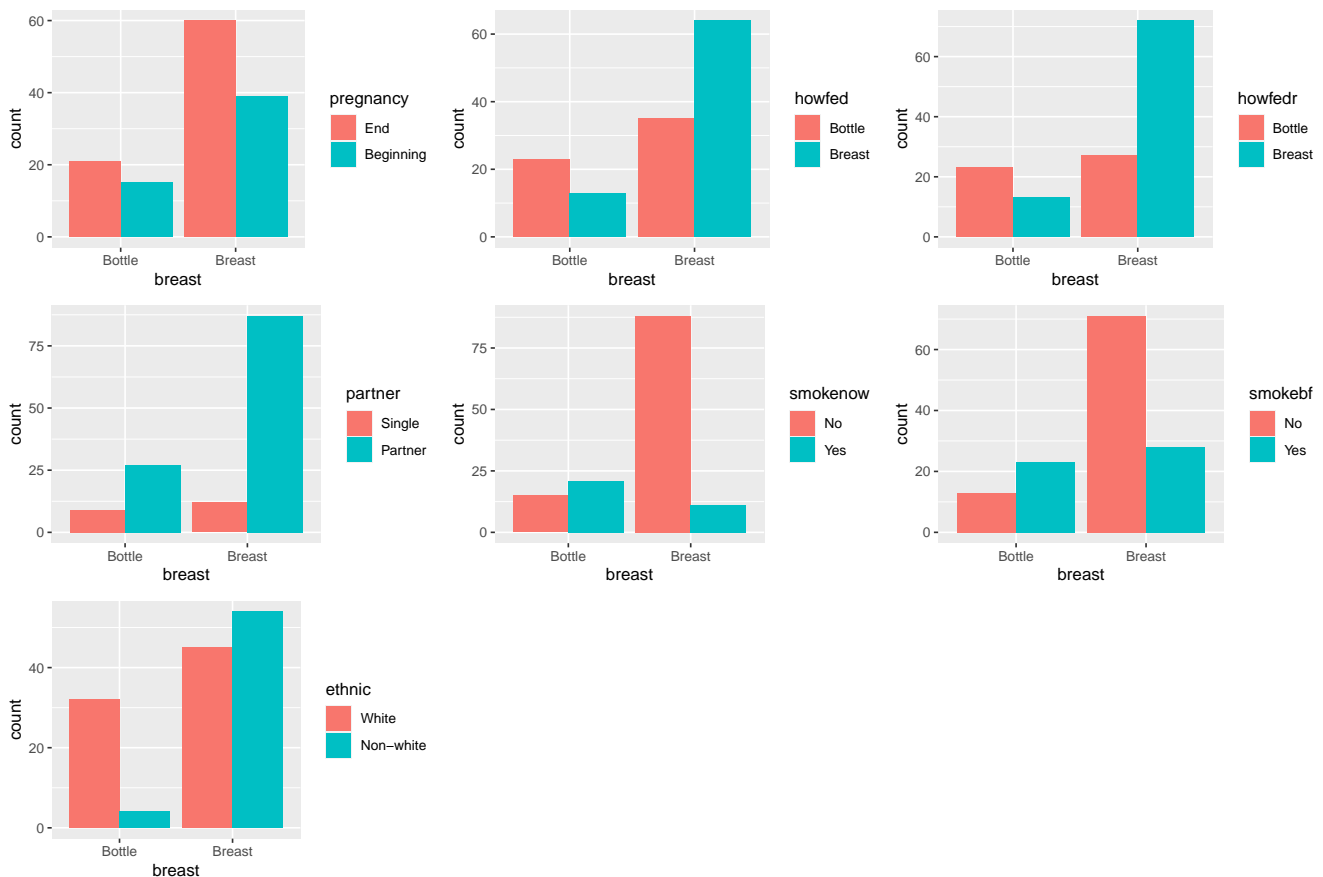 60
40
20
0
count
Bottle Breast
breast
pregnancy
End
Beginning
60
40
20
0
count
Bottle Breast
breast
howfed
Bottle
Breast
60
40
20
0
count
Bottle Breast
breast
howfedr
Bottle
Breast
75
50
25
0
count
Bottle Breast
breast
partner
Single
Partner
75
50
25
0
count
Bottle Breast
breast
smokenow
No
Yes
60
40
20
0
count
Bottle Breast
breast
smokebf
No
Yes
40
20
0
count
Bottle Breast
breast
ethnic
White
Non−white